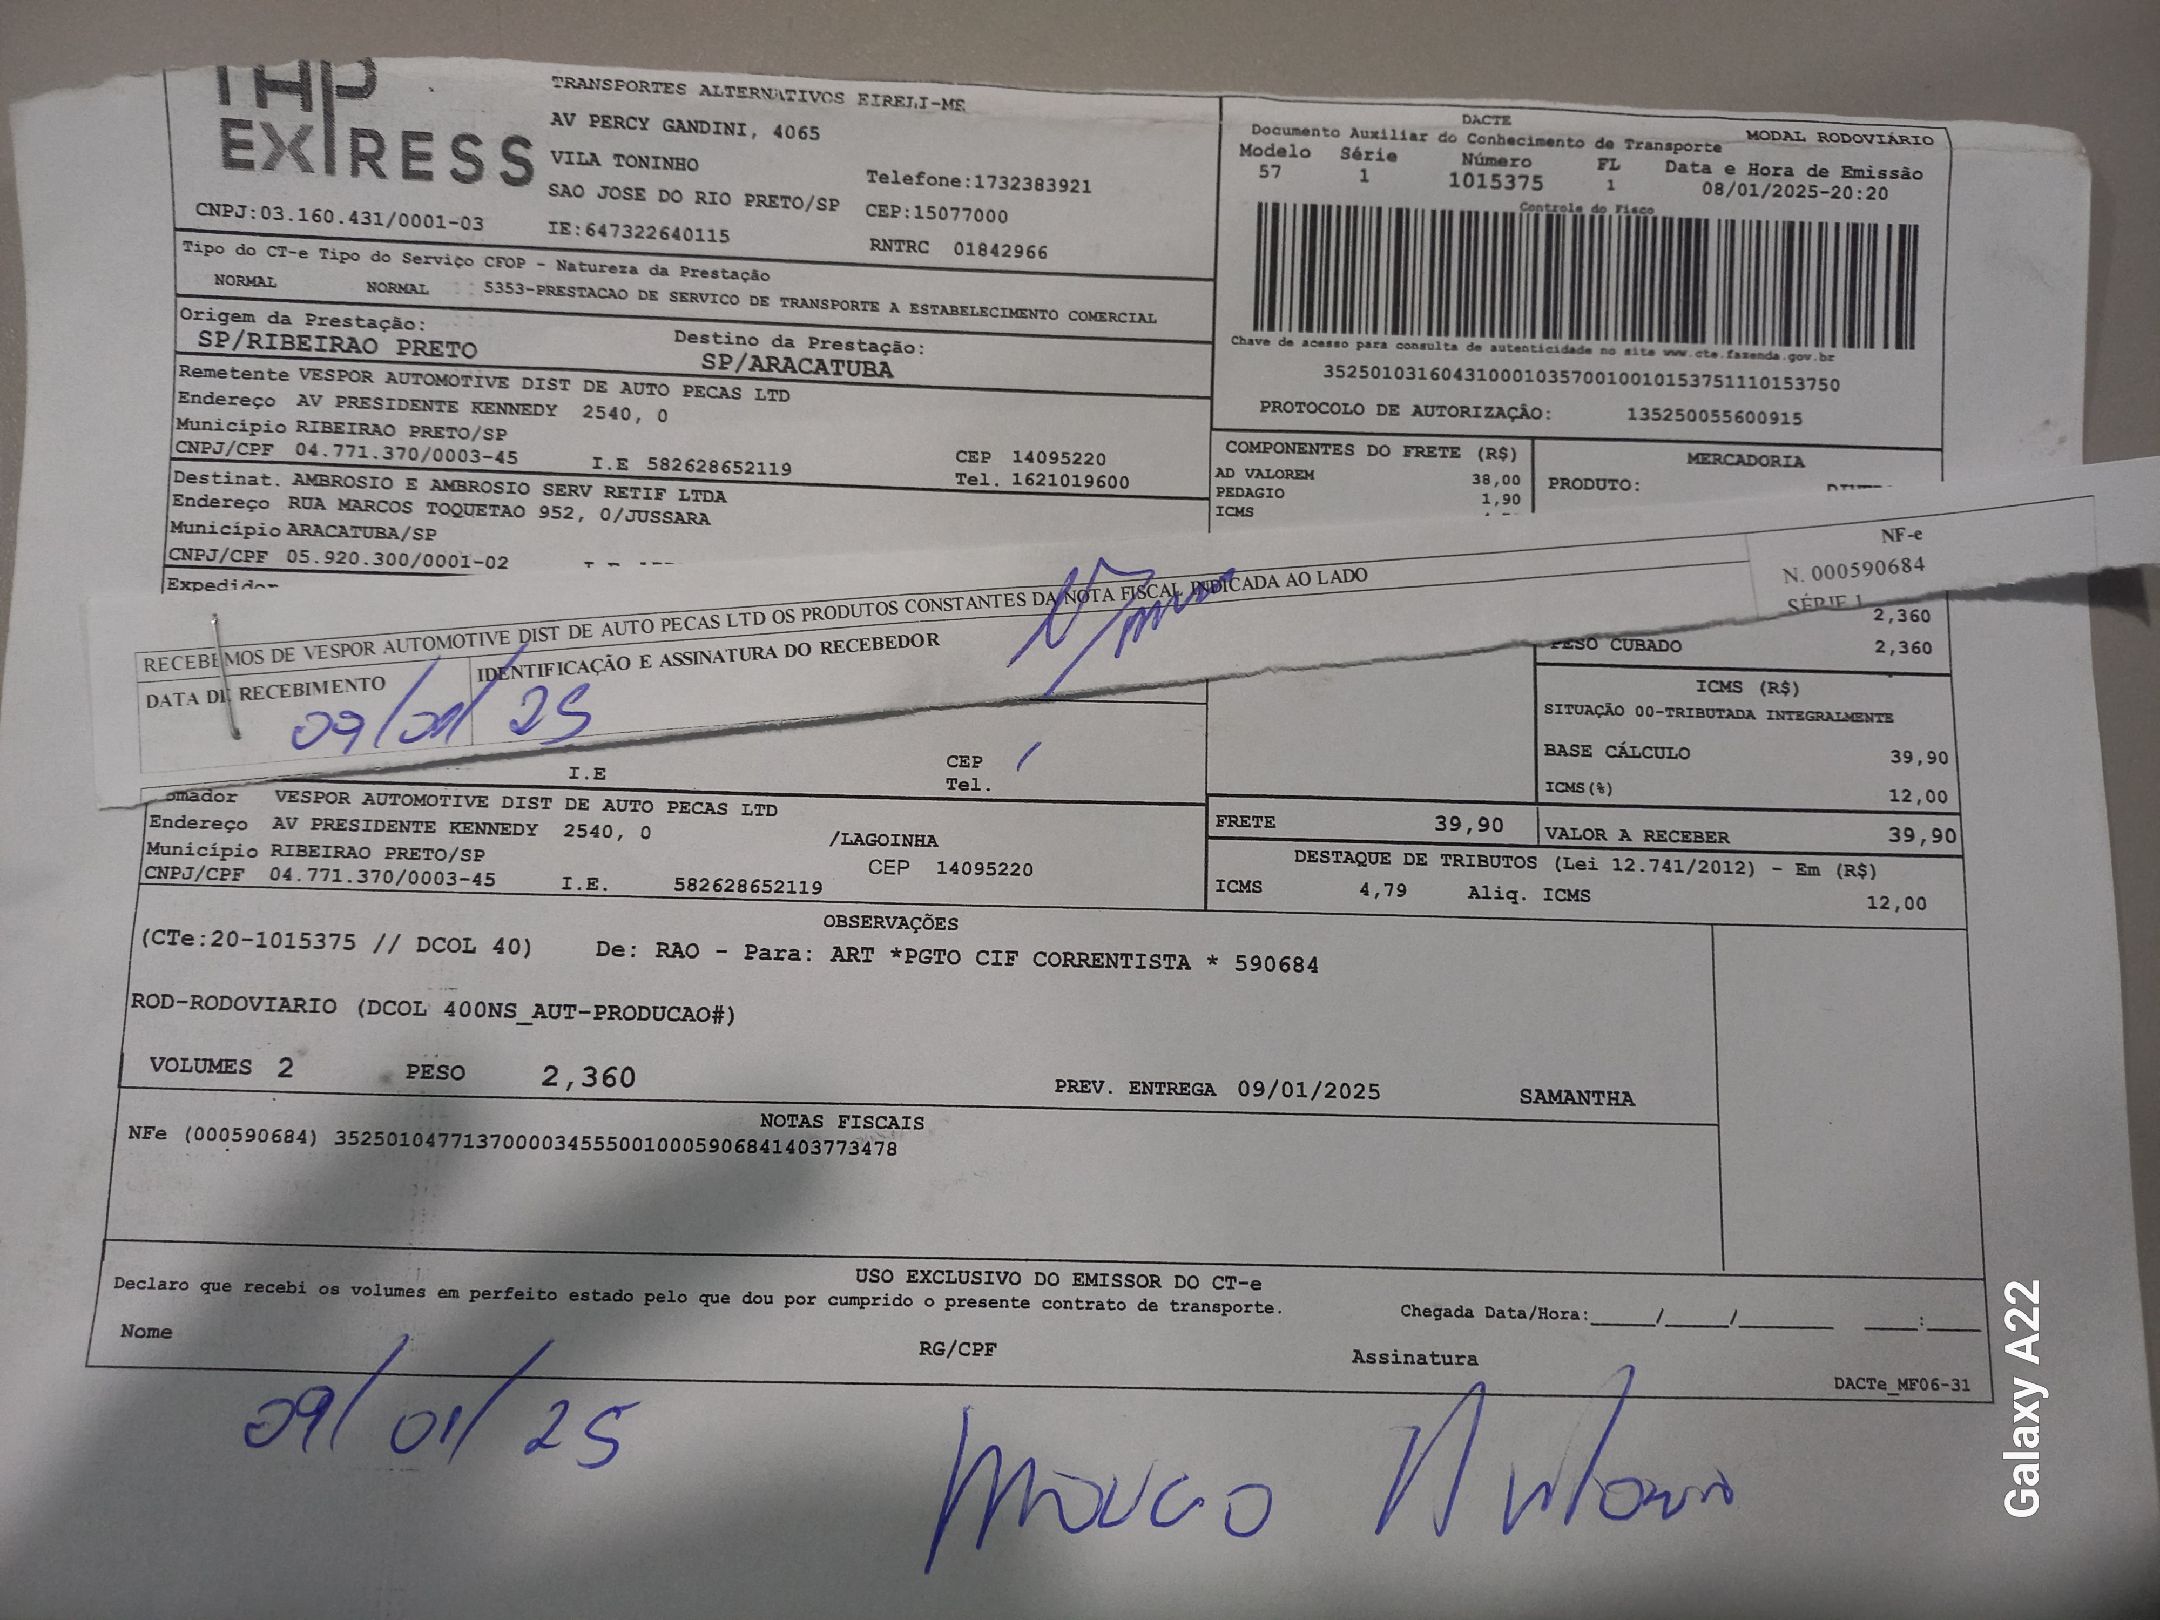 EXPRESS
TRANSPORTES ALTERNATIVOS EIRELI-ME
AV PERCY GANDINI, 4065
VILA TONINHO
SAO JOSE DO RIO PRETO/SP
Telefone:1732383921
CEP:15077000
CNPJ:03.160.431/0001-03
IE:647322640115
RNTRC 01842966
DACTE
Documento Auxiliar do Conhecimento de Transporte
MODAL RODOVIÁRIO
Modelo Série Número FL Data e Hora de Emissão
57 1 1015375 1 08/01/2025-20:20
Controle do Fisco
Chave de acesso para consulta de autenticidade no site www.cte.fazenda.gov.br
35250103160431000103570010010153751110153750
PROTOCOLO DE AUTORIZAÇÃO: 135250055600915
Tipo do CT-e Tipo do Serviço CFOP - Natureza da Prestação
NORMAL NORMAL 5353-PRESTACAO DE SERVICO DE TRANSPORTE A ESTABELECIMENTO COMERCIAL
Origem da Prestação: Destino da Prestação:
SP/RIBEIRAO PRETO SP/ARACATUBA
Remetente VESPOR AUTOMOTIVE DIST DE AUTO PECAS LTD
Endereço AV PRESIDENTE KENNEDY 2540, 0
Município RIBEIRAO PRETO/SP CEP 14095220
CNPJ/CPF 04.771.370/0003-45 I.E 582628652119 Tel. 1621019600
Destinat. AMBROSIO E AMBROSIO SERV RETIF LTDA
Endereço RUA MARCOS TOQUETAO 952, 0/JUSSARA
Município ARACATUBA/SP
CNPJ/CPF 05.920.300/0001-02
Expedidor
COMPONENTES DO FRETE (R$)
AD VALOREM 38,00
PEDAGIO 1,90
ICMS
MERCADORIA
PRODUTO:
RECEBEMOS DE VESPOR AUTOMOTIVE DIST DE AUTO PECAS LTD OS PRODUTOS CONSTANTES DA NOTA FISCAL INDICADA AO LADO
DATA DE RECEBIMENTO IDENTIFICAÇÃO E ASSINATURA DO RECEBEDOR
09/01/25
NF-e
N. 000590684
SÉRIE 1
2,360
PESO CUBADO 2,360
ICMS (R$)
SITUAÇÃO 00-TRIBUTADA INTEGRALMENTE
BASE CÁLCULO 39,90
ICMS(%) 12,00
I.E CEP
Tel.
omador VESPOR AUTOMOTIVE DIST DE AUTO PECAS LTD
Endereço AV PRESIDENTE KENNEDY 2540, 0 /LAGOINHA
Município RIBEIRAO PRETO/SP CEP 14095220
CNPJ/CPF 04.771.370/0003-45 I.E. 582628652119
FRETE 39,90 VALOR A RECEBER 39,90
DESTAQUE DE TRIBUTOS (Lei 12.741/2012) - Em (R$)
ICMS 4,79 Aliq. ICMS 12,00
OBSERVAÇÕES
(CTe:20-1015375 // DCOL 40) De: RAO - Para: ART *PGTO CIF CORRENTISTA * 590684
ROD-RODOVIARIO (DCOL 400NS_AUT-PRODUCAO#)
VOLUMES 2 PESO 2,360 PREV. ENTREGA 09/01/2025 SAMANTHA
NOTAS FISCAIS
NFe (000590684) 35250104771370000345550010005906841403773478
USO EXCLUSIVO DO EMISSOR DO CT-e
Declaro que recebi os volumes em perfeito estado pelo que dou por cumprido o presente contrato de transporte.
Chegada Data/Hora:_____/_____/_______ ____:____
Nome RG/CPF Assinatura
DACTe_MF06-31
09/01/25 Marco Antonio
Galaxy A22